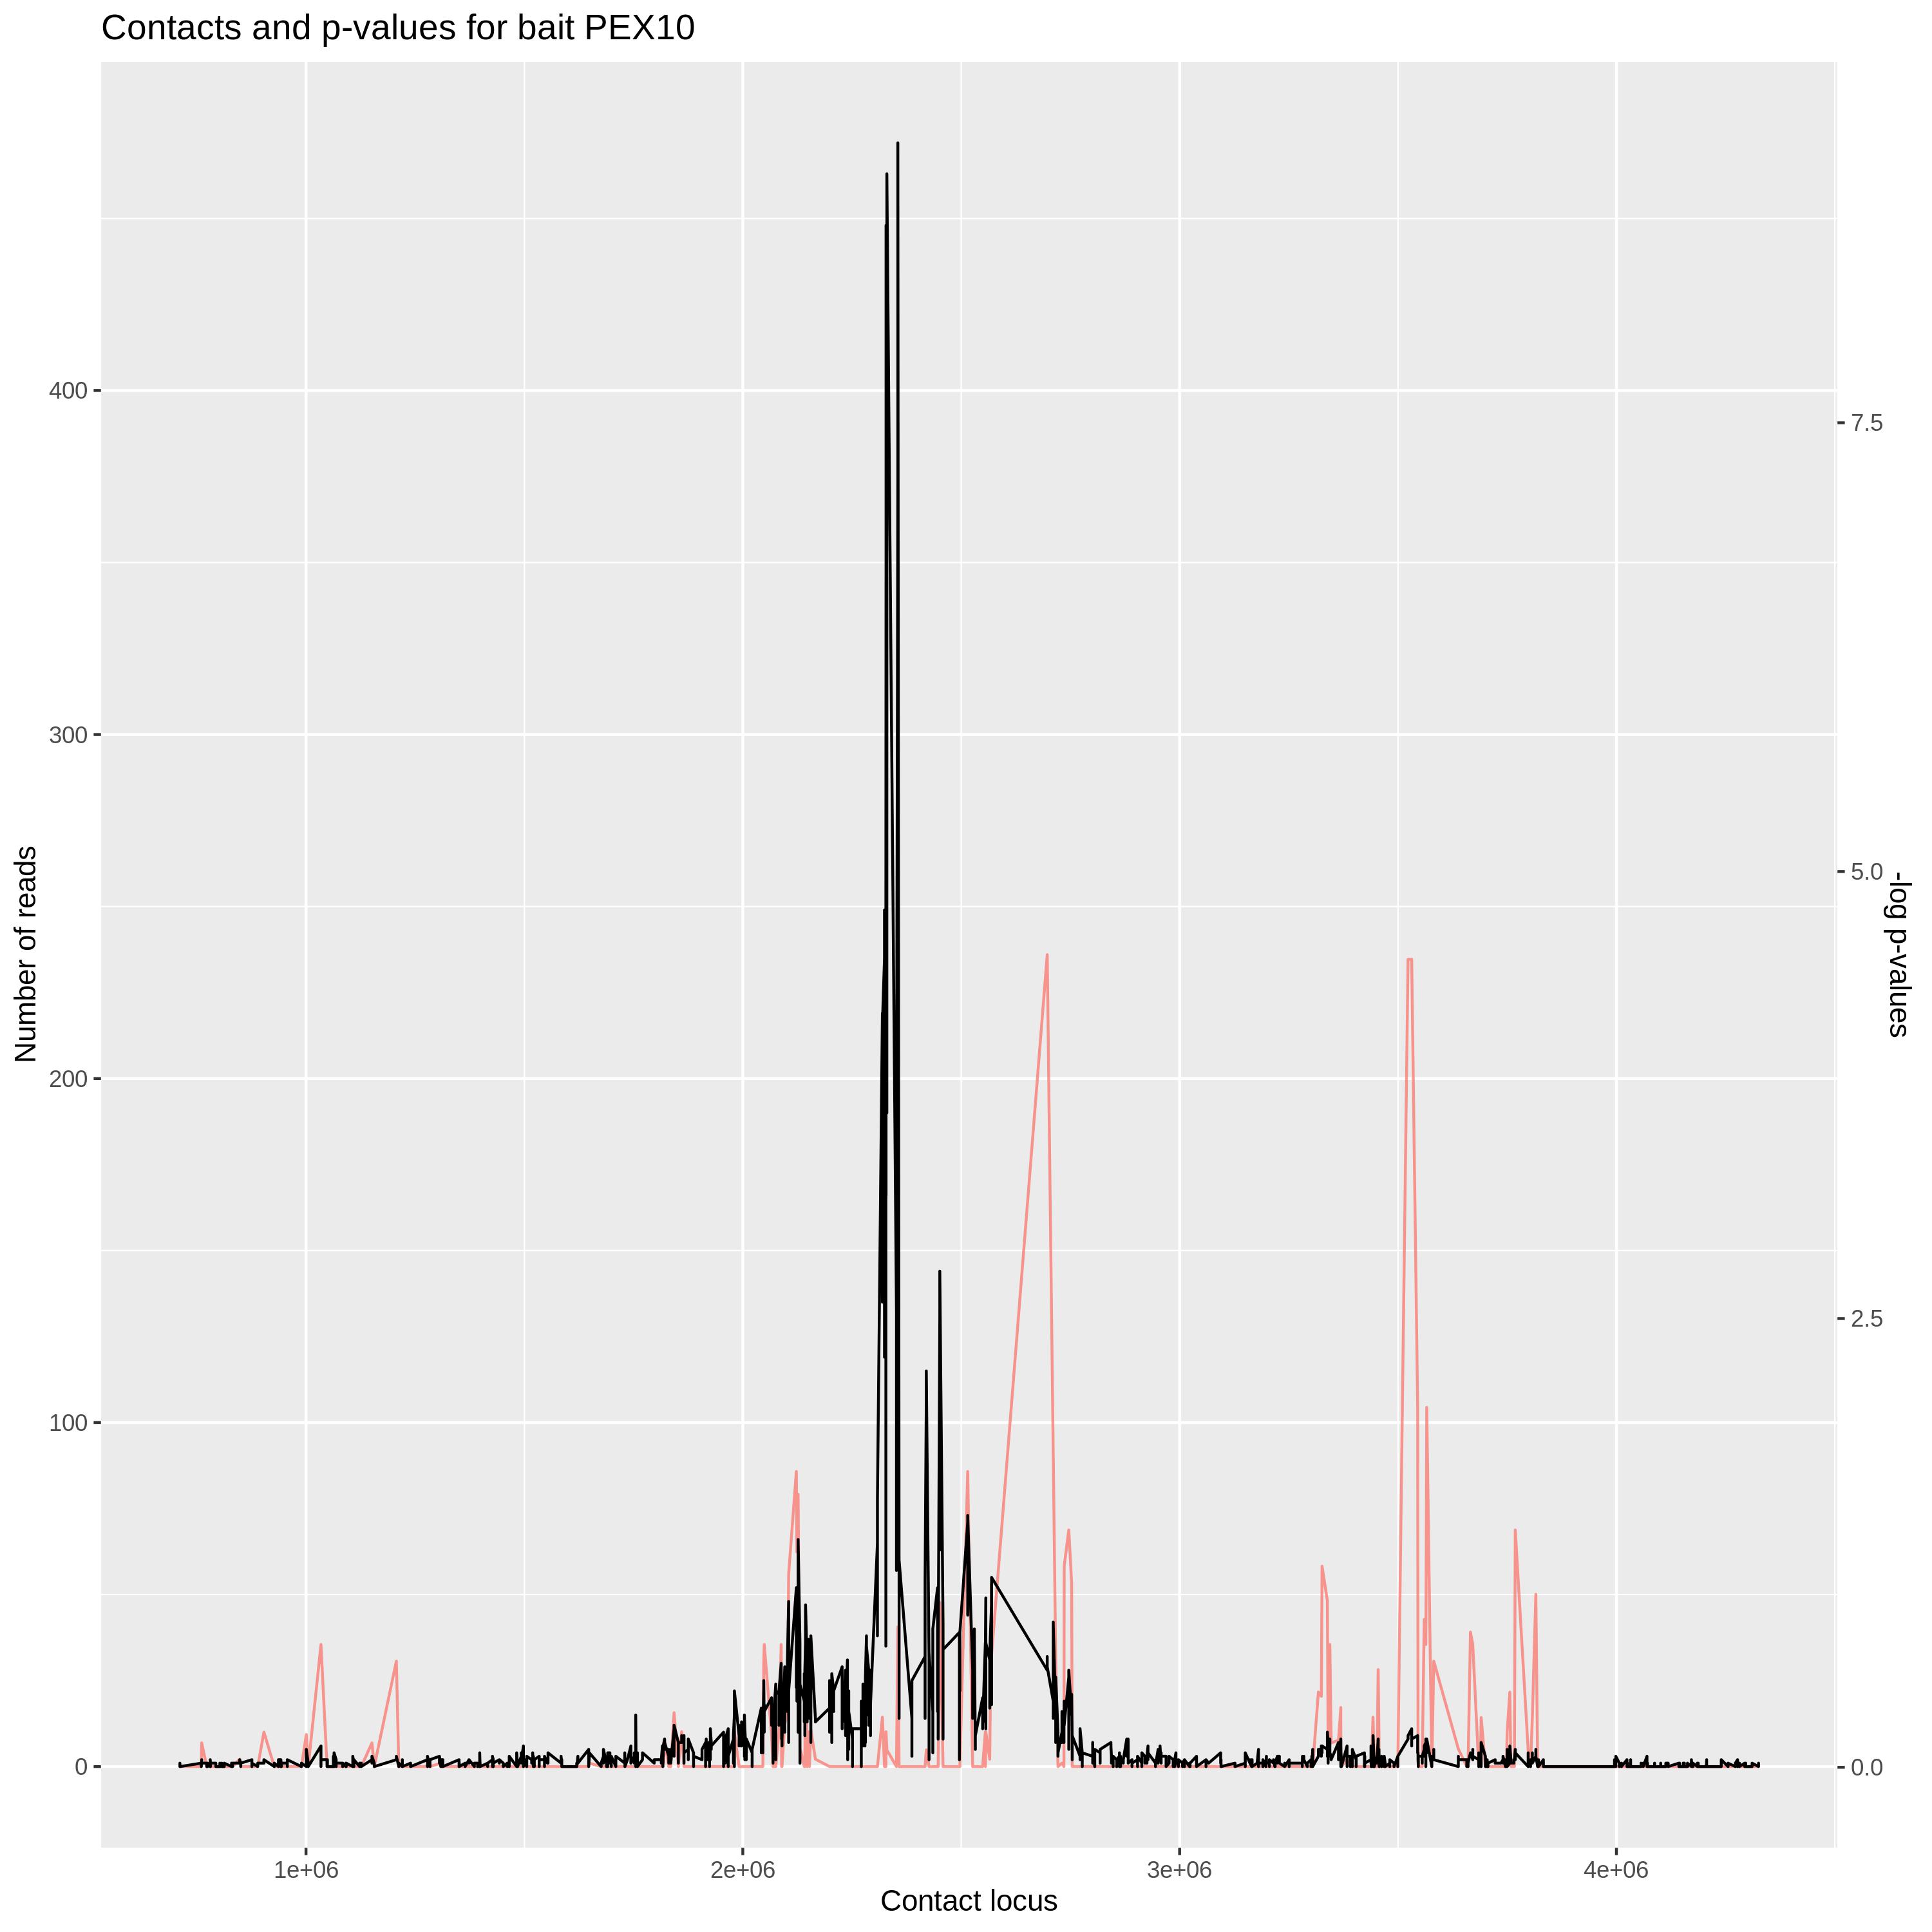 Contacts and p-values for bait PEX10
400
300
200
100
0
Number of reads
7.5
5.0
2.5
0.0
-log p-values
1e+06
2e+06
3e+06
4e+06
Contact locus